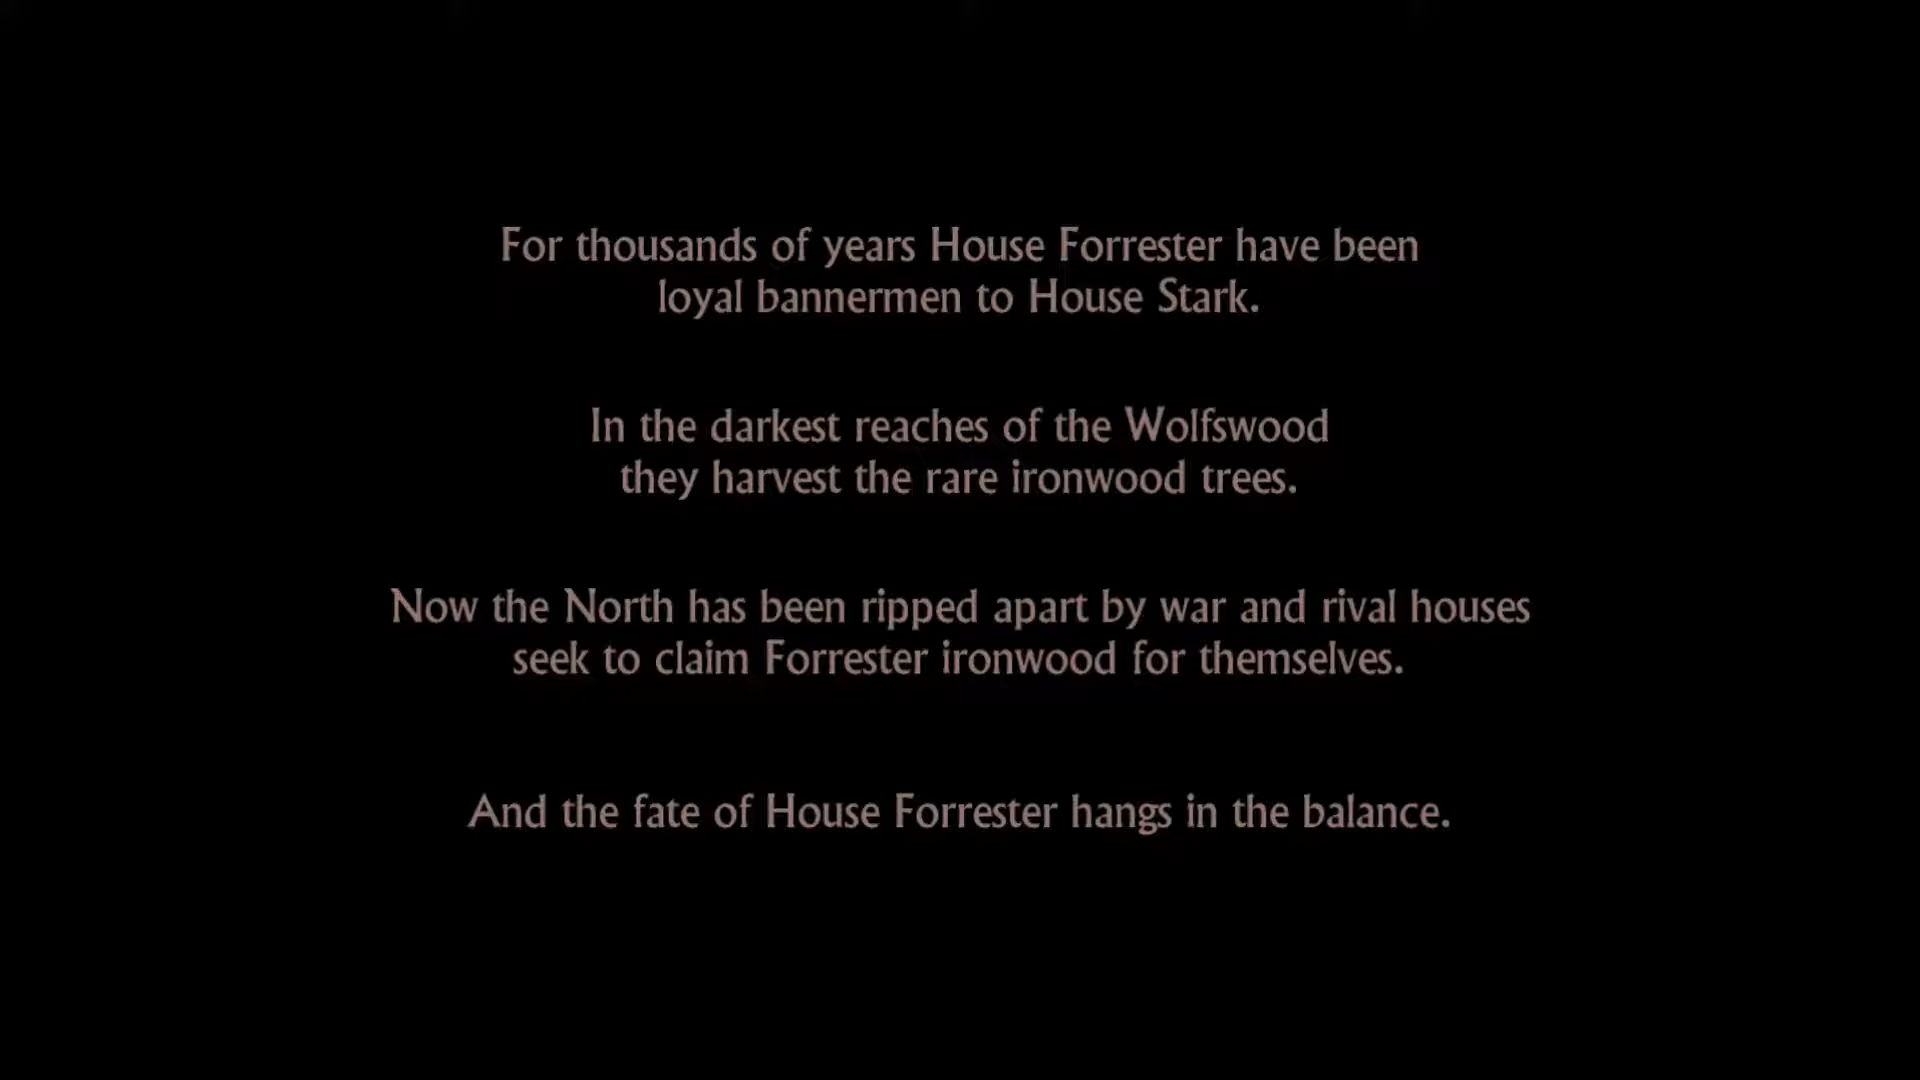 For thousands of years House Forrester have been
loyal bannermen to House Stark.
In the darkest reaches of the Wolfswood
they harvest the rare ironwood trees.
Now the North has been ripped apart by war and rival houses
seek to claim Forrester ironwood for themselves.
And the fate of House Forrester hangs in the balance.